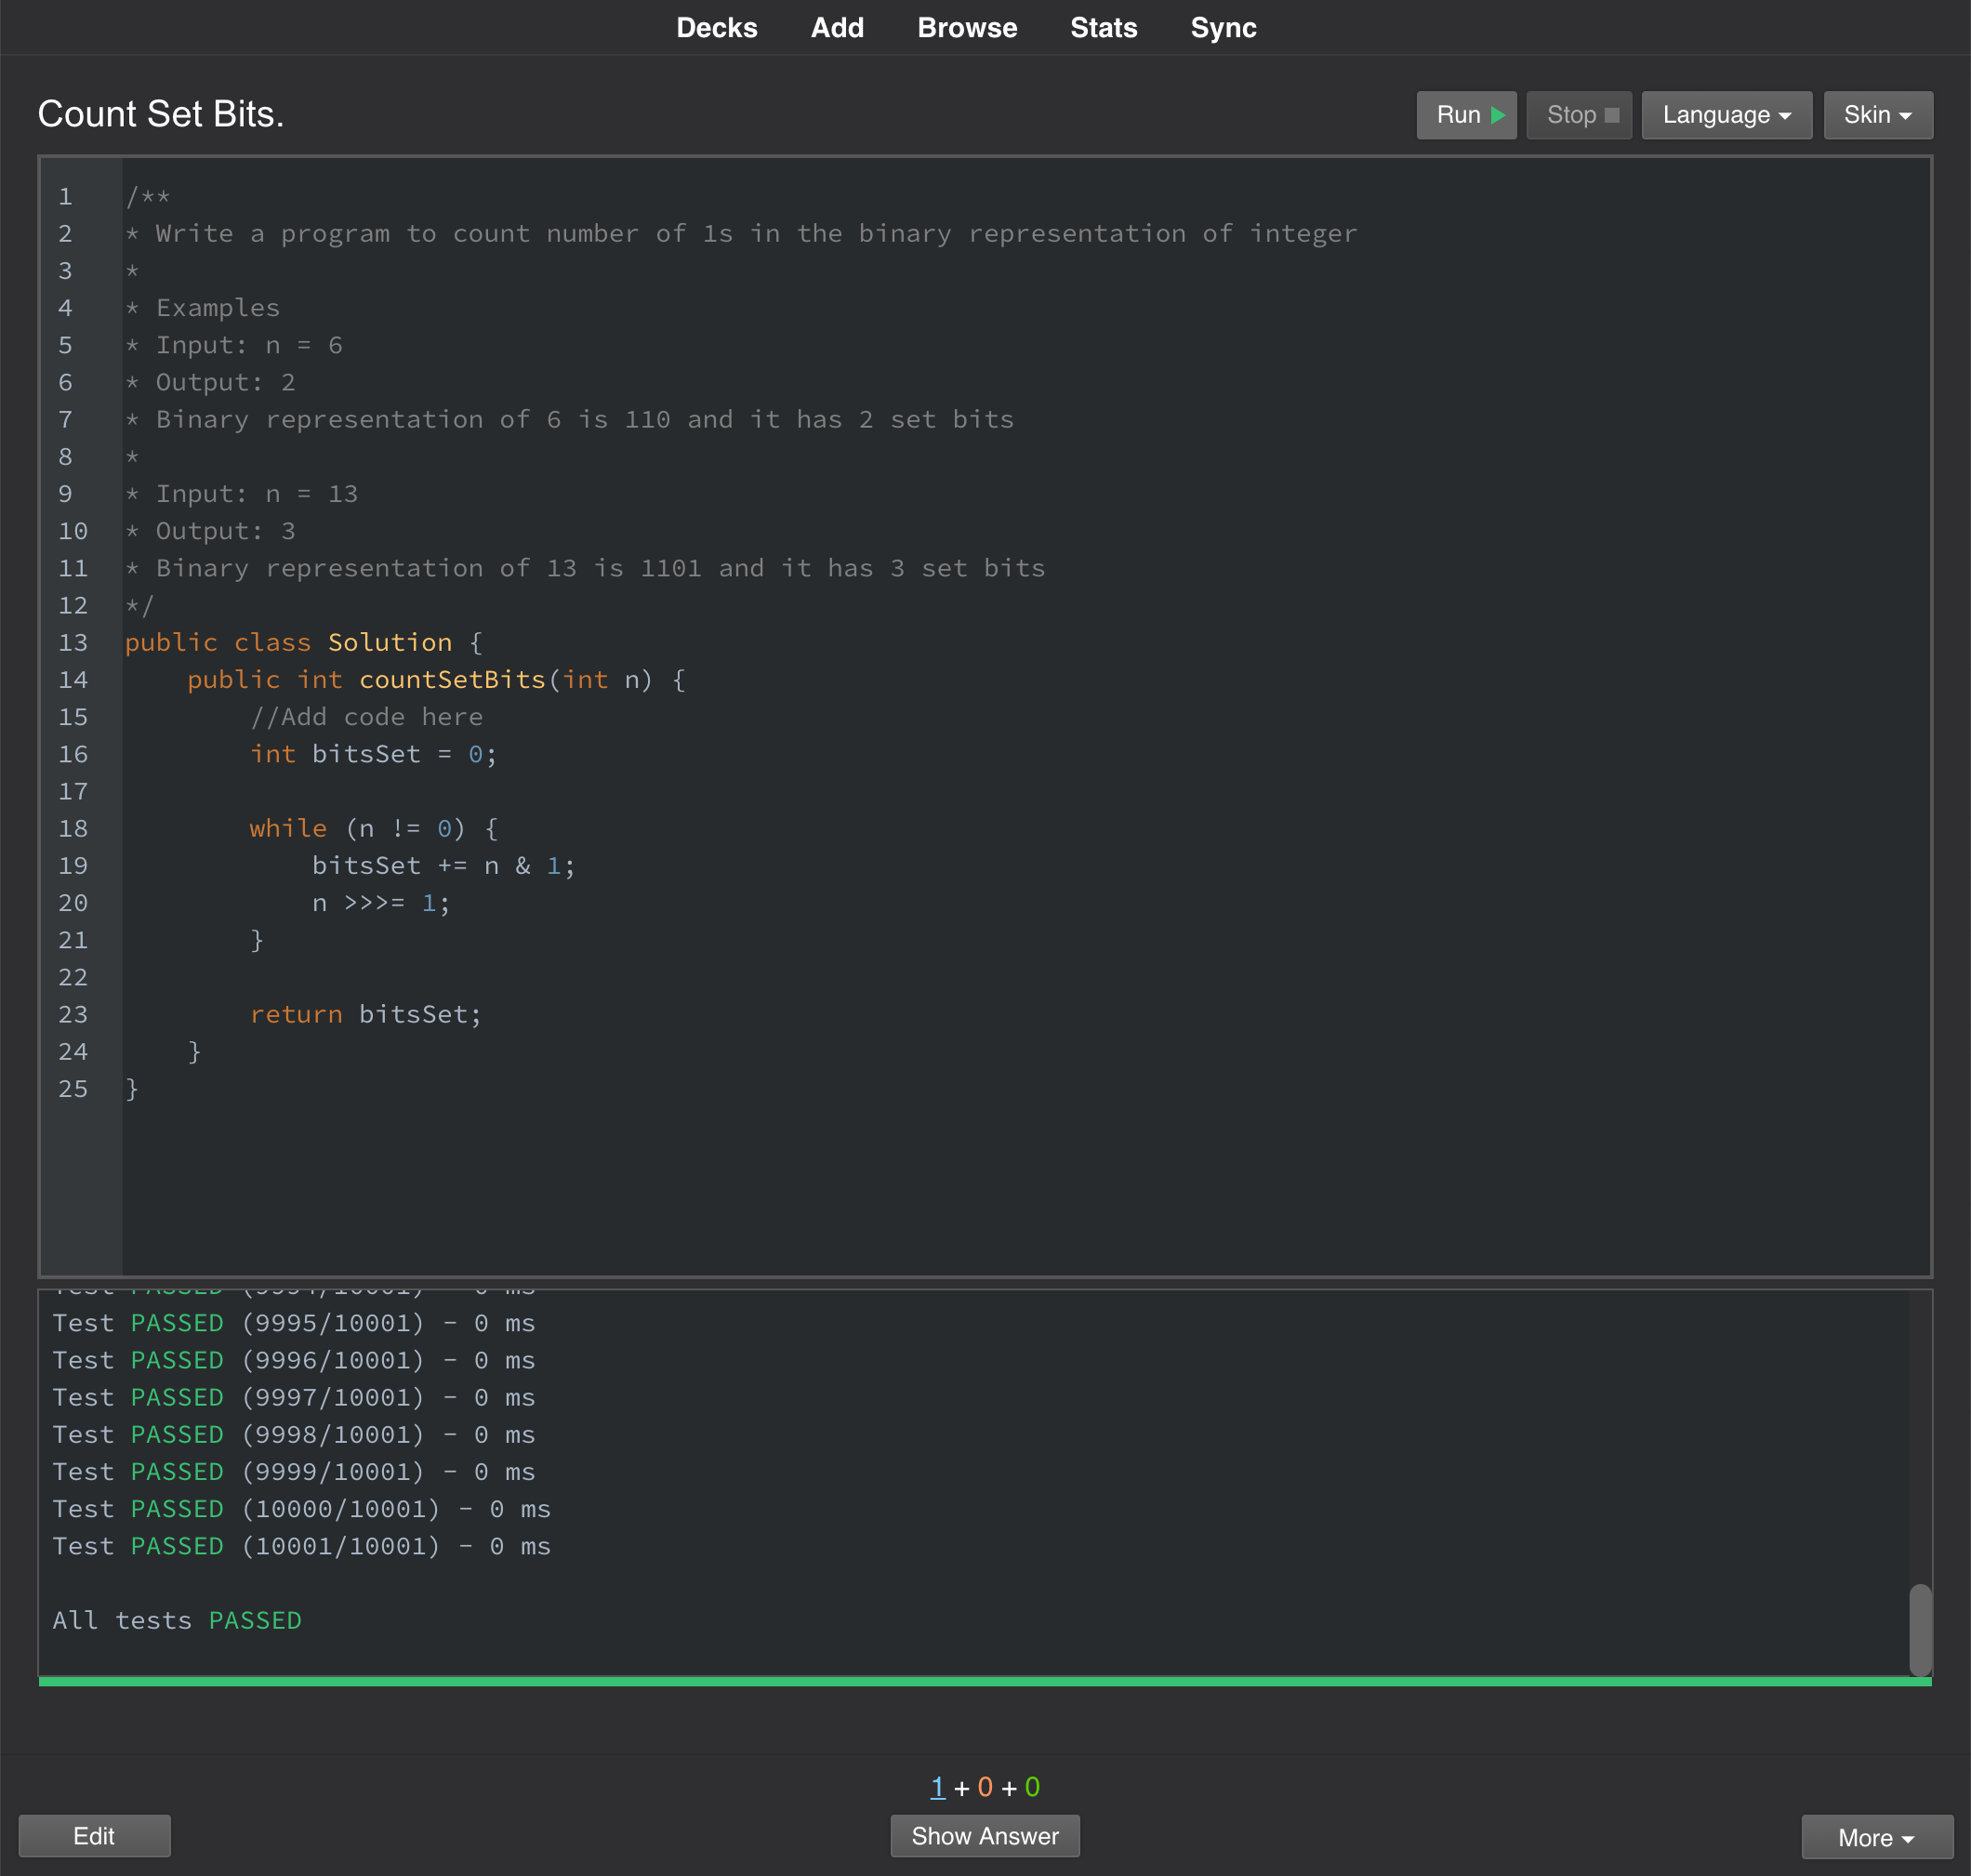 Decks Add Browse Stats Sync
Count Set Bits.
Run Stop Language Skin
1 /**
2 * Write a program to count number of 1s in the binary representation of integer
3 *
4 * Examples
5 * Input: n = 6
6 * Output: 2
7 * Binary representation of 6 is 110 and it has 2 set bits
8 *
9 * Input: n = 13
10 * Output: 3
11 * Binary representation of 13 is 1101 and it has 3 set bits
12 */
13 public class Solution {
14     public int countSetBits(int n) {
15         //Add code here
16         int bitsSet = 0;
17
18         while (n != 0) {
19             bitsSet += n & 1;
20             n >>>= 1;
21         }
22
23         return bitsSet;
24     }
25 }
Test PASSED (9994/10001) - 0 ms
Test PASSED (9995/10001) - 0 ms
Test PASSED (9996/10001) - 0 ms
Test PASSED (9997/10001) - 0 ms
Test PASSED (9998/10001) - 0 ms
Test PASSED (9999/10001) - 0 ms
Test PASSED (10000/10001) - 0 ms
Test PASSED (10001/10001) - 0 ms
All tests PASSED
1 + 0 + 0
Edit Show Answer More